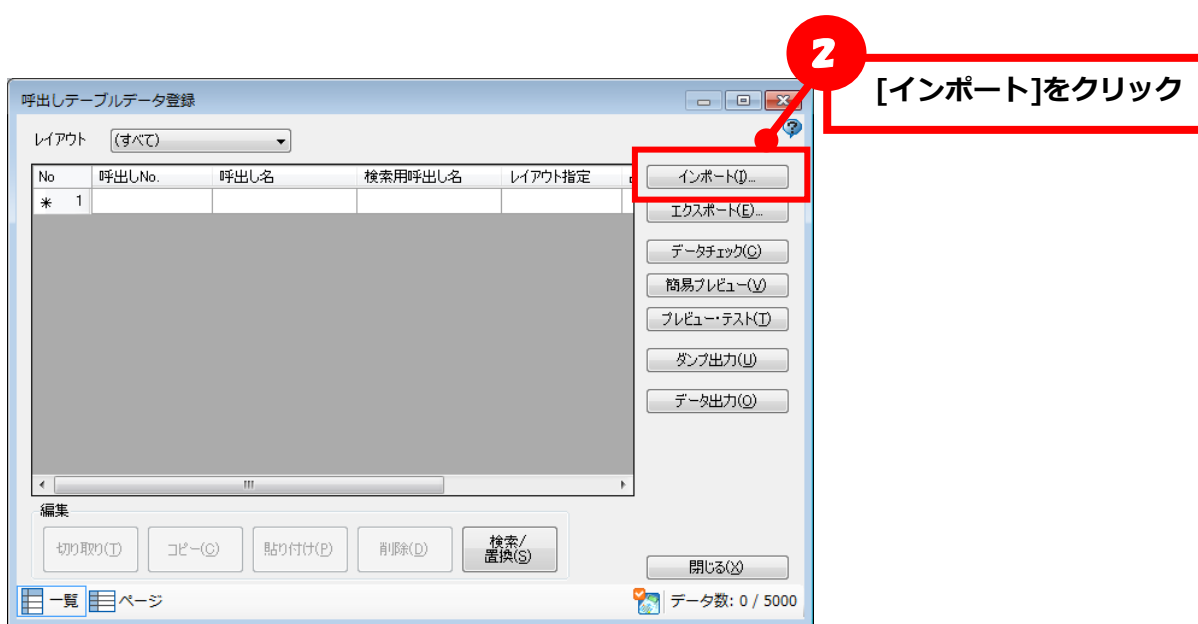 2
[インポート]をクリック
呼出しテーブルデータ登録
レイアウト (すべて)
No 呼出しNo. 呼出し名 検索用呼出し名 レイアウト指定
* 1
インポート(I)...
エクスポート(E)...
データチェック(C)
簡易プレビュー(V)
プレビュー・テスト(T)
ダンプ出力(U)
データ出力(O)
編集
切り取り(T) コピー(C) 貼り付け(P) 削除(D) 検索/
置換(S)
閉じる(X)
一覧 ページ データ数: 0 / 5000